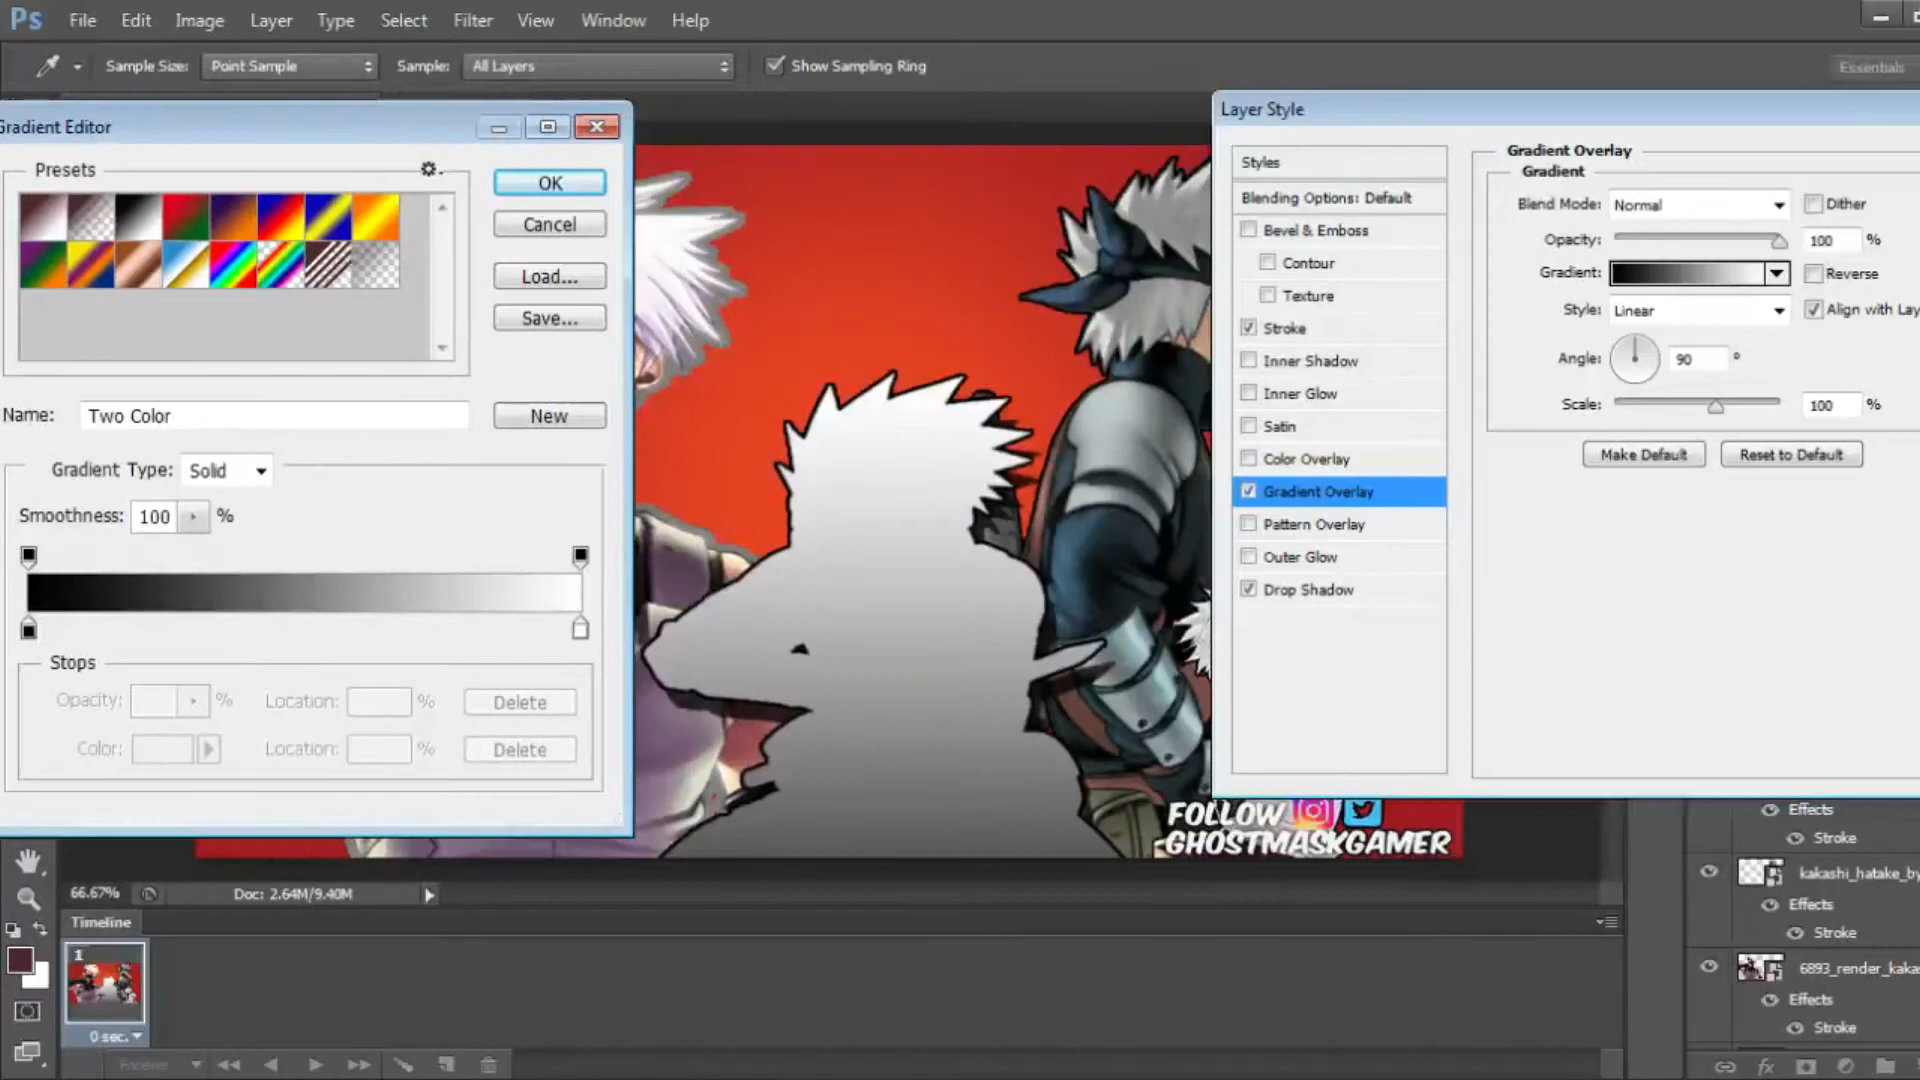 Ps File Edit Image Layer Type Select Filter View Window Help
Sample Size: Point Sample Sample: All Layers Show Sampling Ring Essentials
Gradient Editor
Presets
OK
Cancel
Load...
Save...
Name: Two Color New
Gradient Type: Solid
Smoothness: 100 %
Stops
Opacity: % Location: % Delete
Color: Location: % Delete
Layer Style
Styles
Blending Options: Default
Bevel & Emboss
Contour
Texture
Stroke
Inner Shadow
Inner Glow
Satin
Color Overlay
Gradient Overlay
Pattern Overlay
Outer Glow
Drop Shadow
Gradient Overlay
Gradient
Blend Mode: Normal Dither
Opacity: 100 %
Gradient: Reverse
Style: Linear Align with Lay
Angle: 90 °
Scale: 100 %
Make Default Reset to Default
FOLLOW
GHOSTMASKGAMER
Effects
Stroke
kakashi_hatake_by
Effects
Stroke
6893_render_kaka
Effects
Stroke
66.67% Doc: 2.64M/9.40M
Timeline
1
0 sec.
Forever
fx